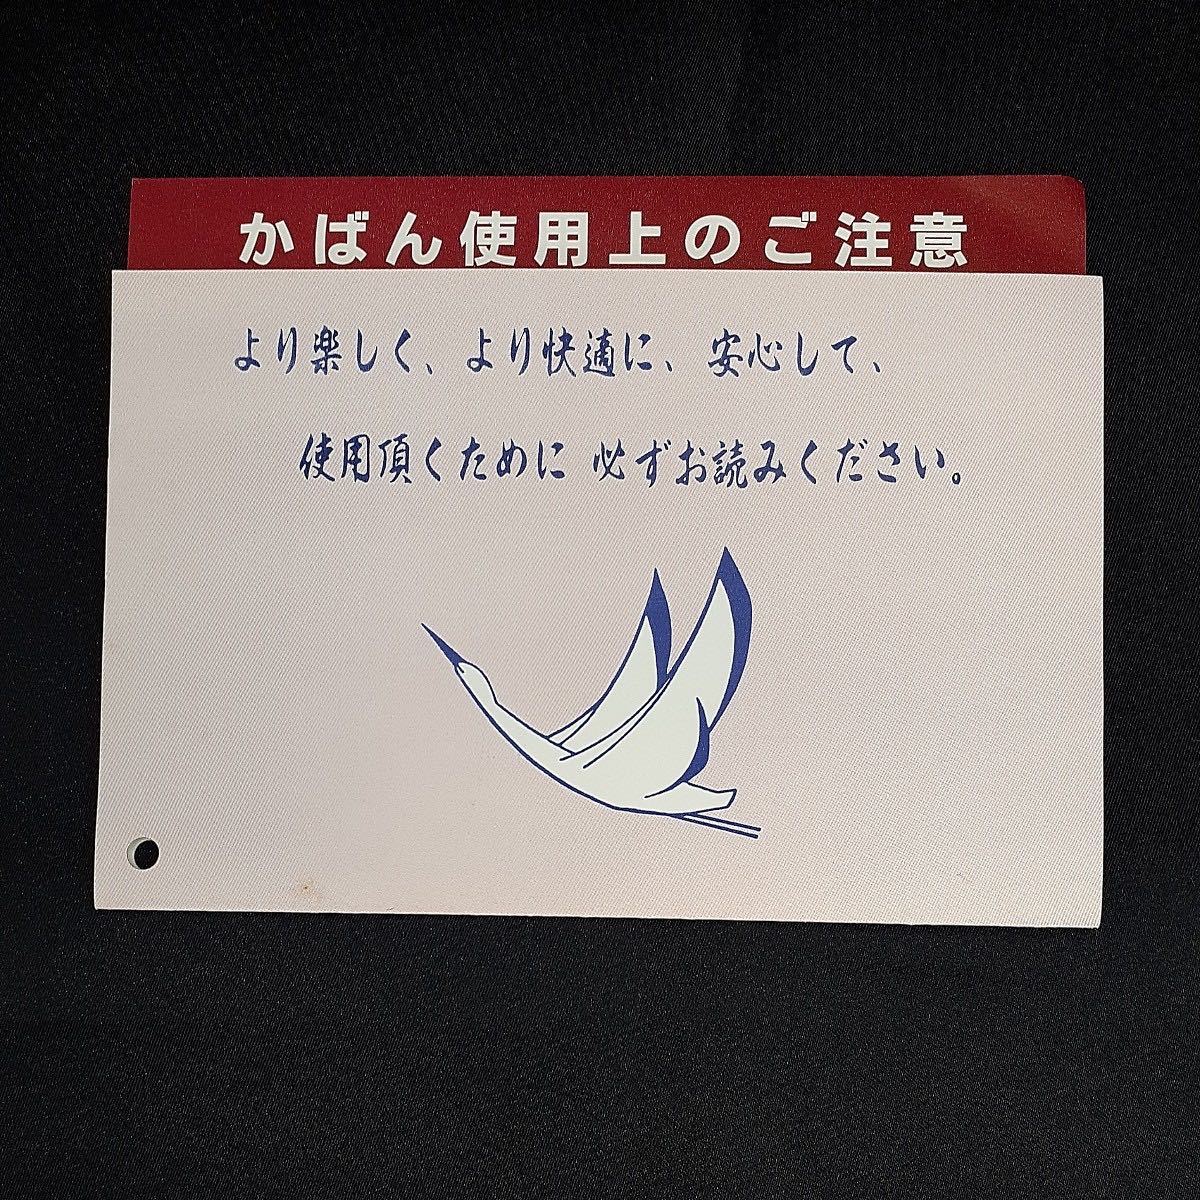 かばん使用上のご注意
より楽しく、より快適に、安心して、
使用頂くために 必ずお読みください。